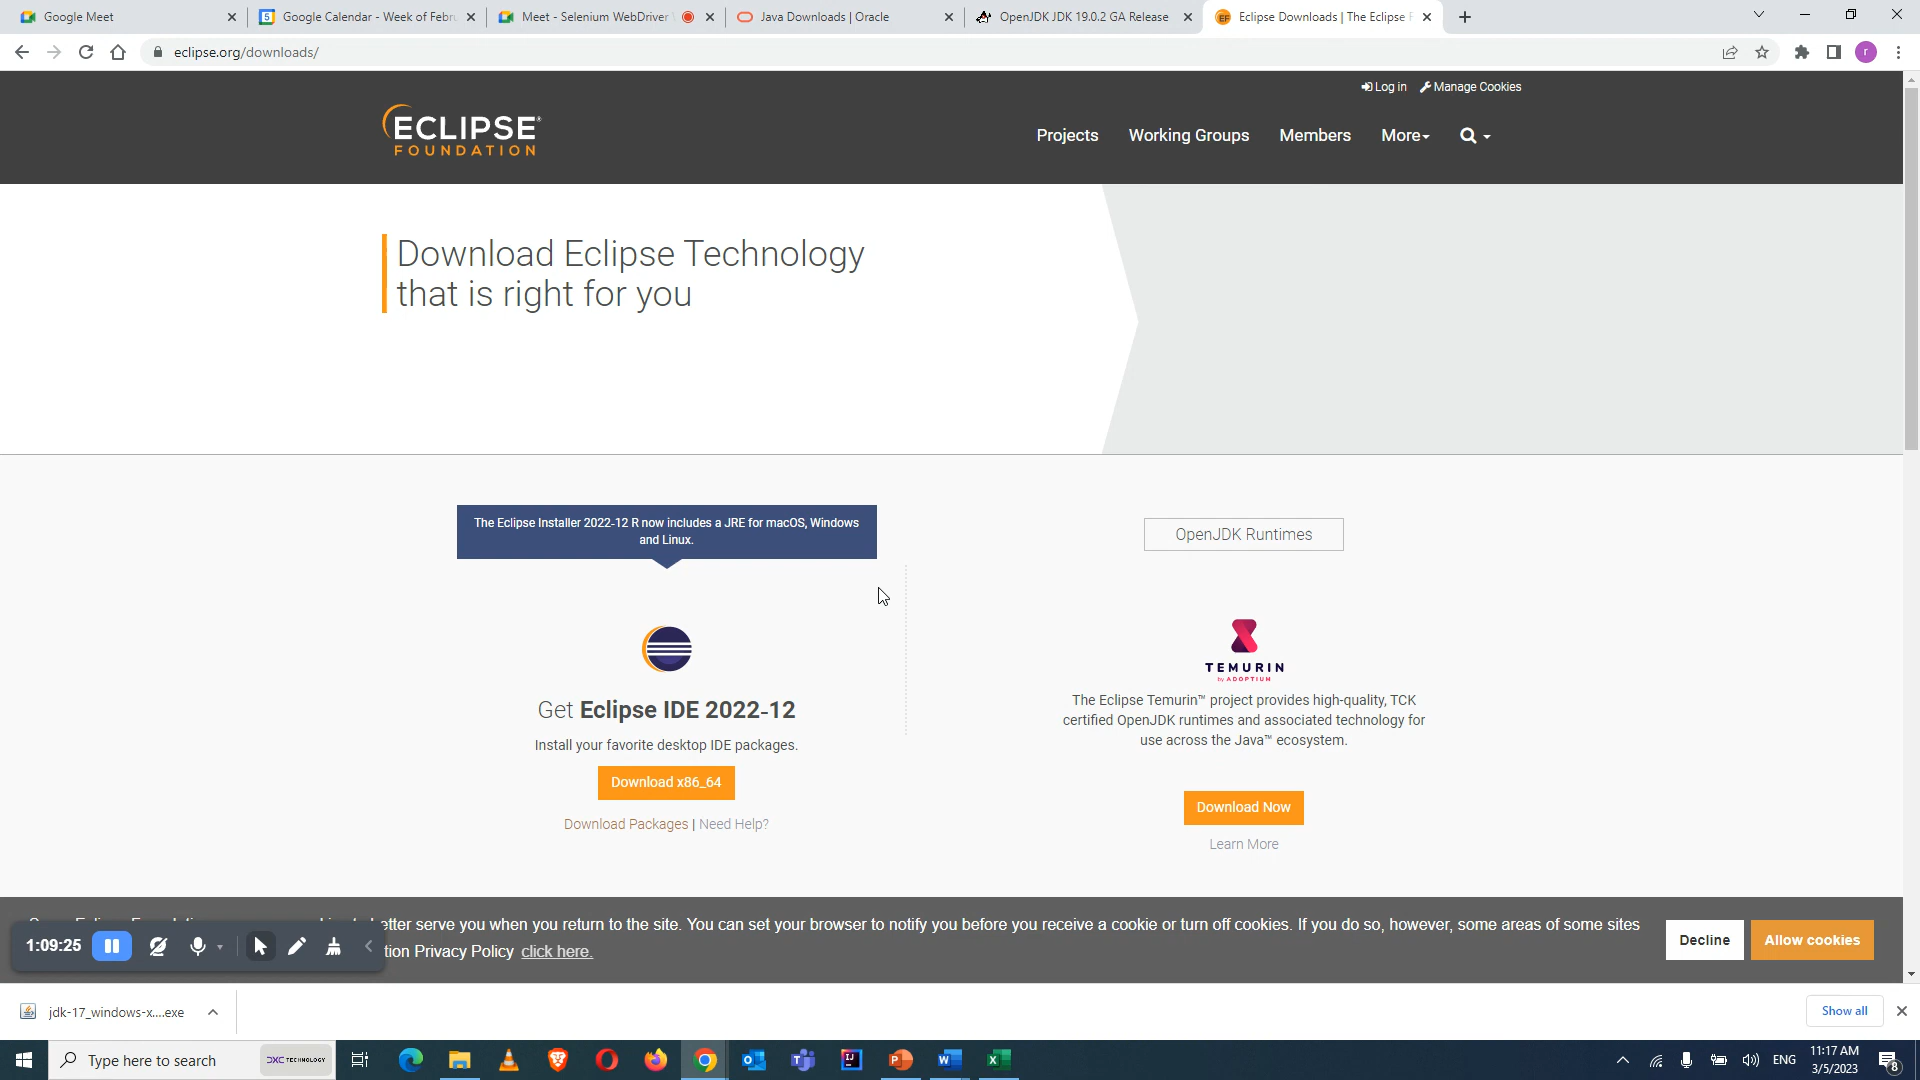 Google Meet
Google Calendar - Week of Febru
Meet - Selenium WebDriver
Java Downloads | Oracle
OpenJDK JDK 19.0.2 GA Release
Eclipse Downloads | The Eclipse F
eclipse.org/downloads/
r
Log in
Manage Cookies
ECLIPSE
FOUNDATION
Projects
Working Groups
Members
More
Download Eclipse Technology
that is right for you
The Eclipse Installer 2022-12 R now includes a JRE for macOS, Windows
and Linux.
Get Eclipse IDE 2022-12
Install your favorite desktop IDE packages.
Download x86_64
Download Packages | Need Help?
OpenJDK Runtimes
TEMURIN
by ADOPTIUM
The Eclipse Temurin™ project provides high-quality, TCK
certified OpenJDK runtimes and associated technology for
use across the Java™ ecosystem.
Download Now
Learn More
etter serve you when you return to the site. You can set your browser to notify you before you receive a cookie or turn off cookies. If you do so, however, some areas of some sites
tion Privacy Policy click here.
Decline
Allow cookies
1:09:25
jdk-17_windows-x....exe
Show all
Type here to search
DXC TECHNOLOGY
ENG
11:17 AM
3/5/2023
8